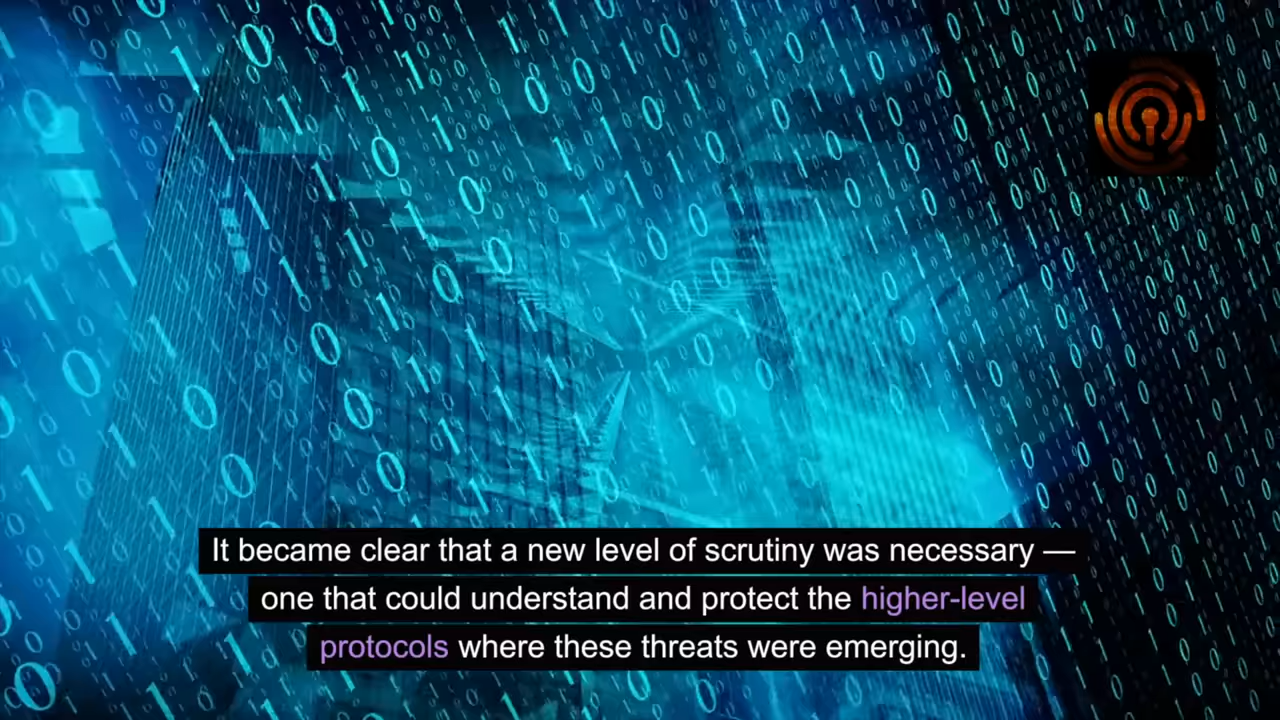 It became clear that a new level of scrutiny was necessary —
one that could understand and protect the higher-level
protocols where these threats were emerging.